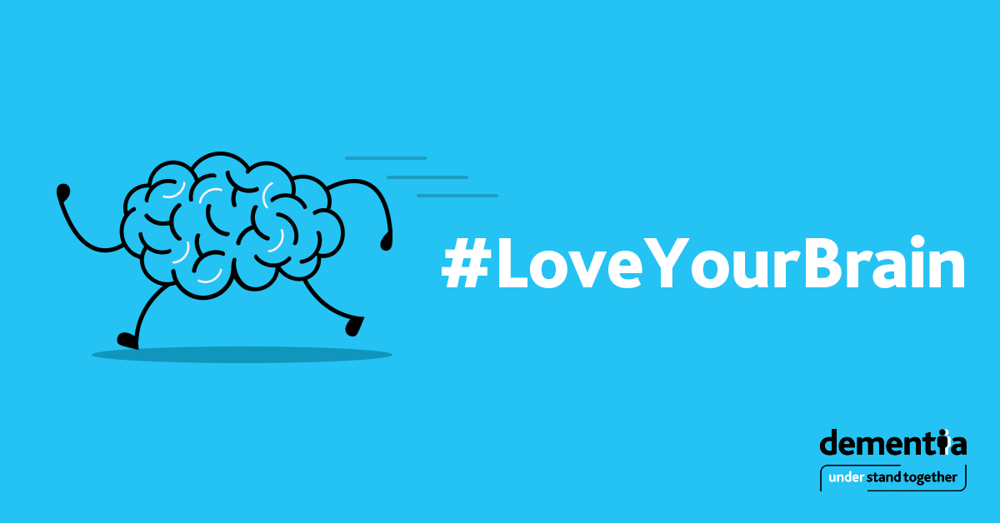 #LoveYourBrain
dementia
understand together